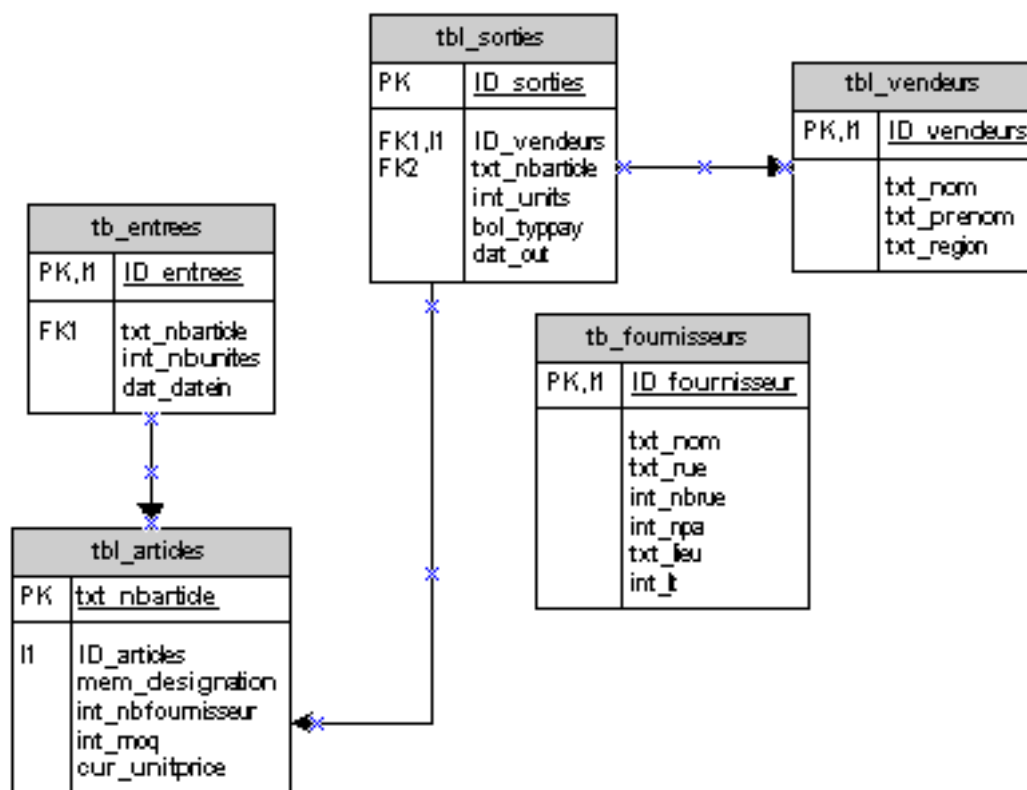 tbl_sorties
PK ID_sorties
FK1,I1 ID_vendeurs
FK2 txt_nbarticle
int_units
bol_typpay
dat_out
tbl_vendeurs
PK,I1 ID_vendeurs
txt_nom
txt_prenom
txt_region
tb_entrees
PK,I1 ID_entrees
FK1 txt_nbarticle
int_nbunites
dat_datein
tb_fournisseurs
PK,I1 ID_fournisseur
txt_nom
txt_rue
int_nbrue
int_npa
txt_lieu
int_lt
tbl_articles
PK txt_nbarticle
I1 ID_articles
mem_designation
int_nbfournisseur
int_moq
cur_unitprice